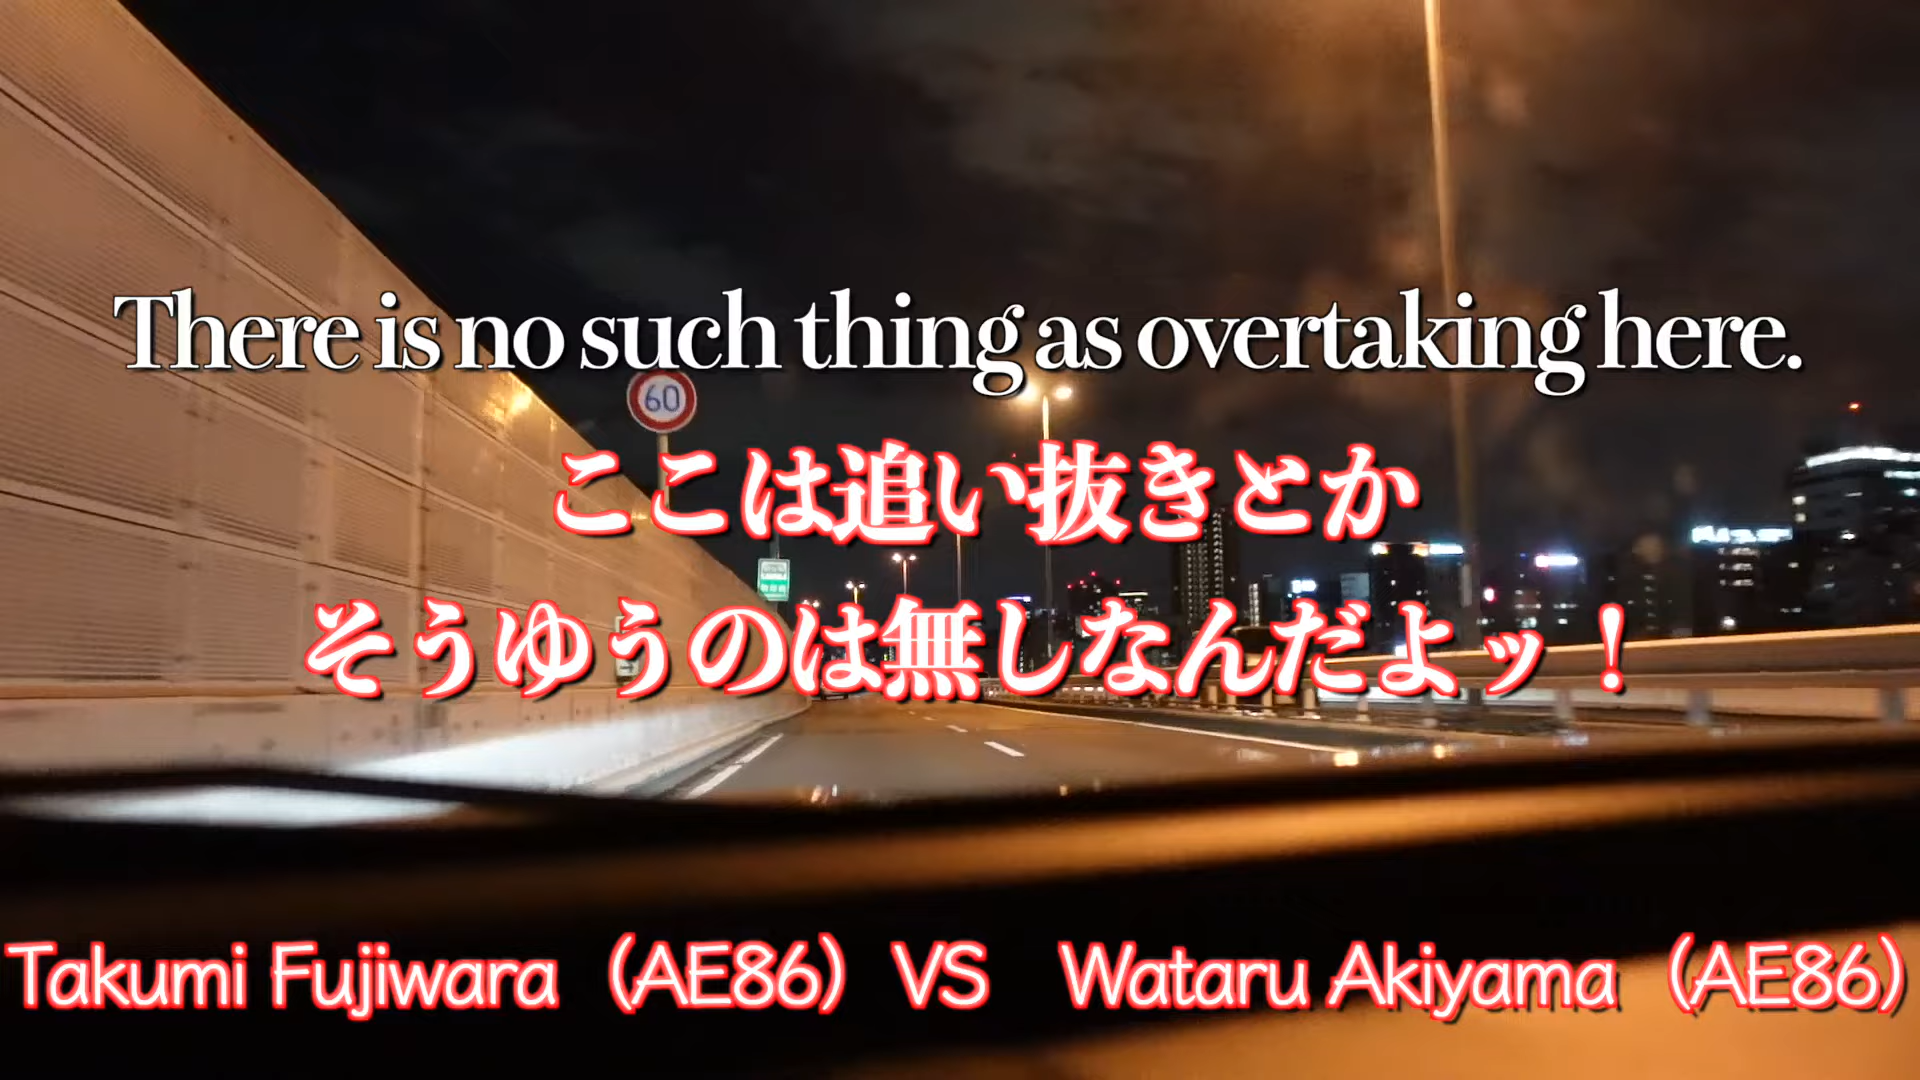 There is no such thing as overtaking here.
60
ここは追い抜きとか
そうゆうのは無しなんだよッ！
Takumi Fujiwara（AE86）VS　Wataru Akiyama（AE86）